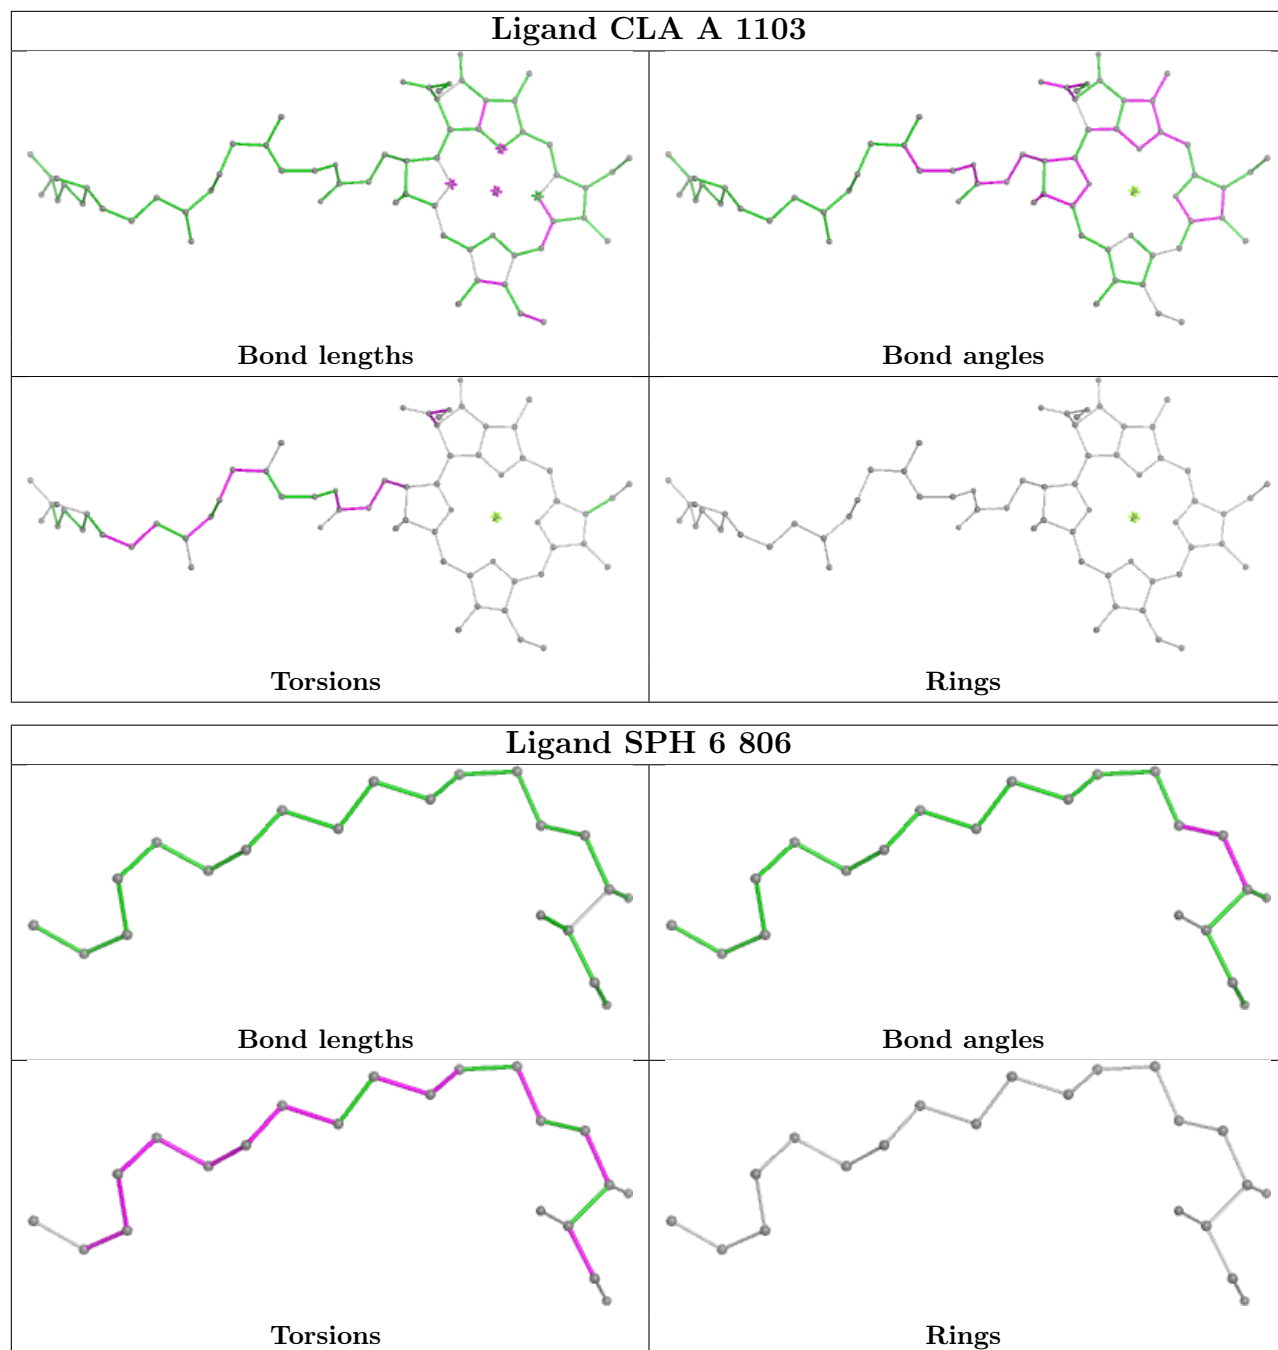 Ligand CLA A 1103
Bond lengths
Bond angles
Torsions
Rings
Ligand SPH 6 806
Bond lengths
Bond angles
Torsions
Rings